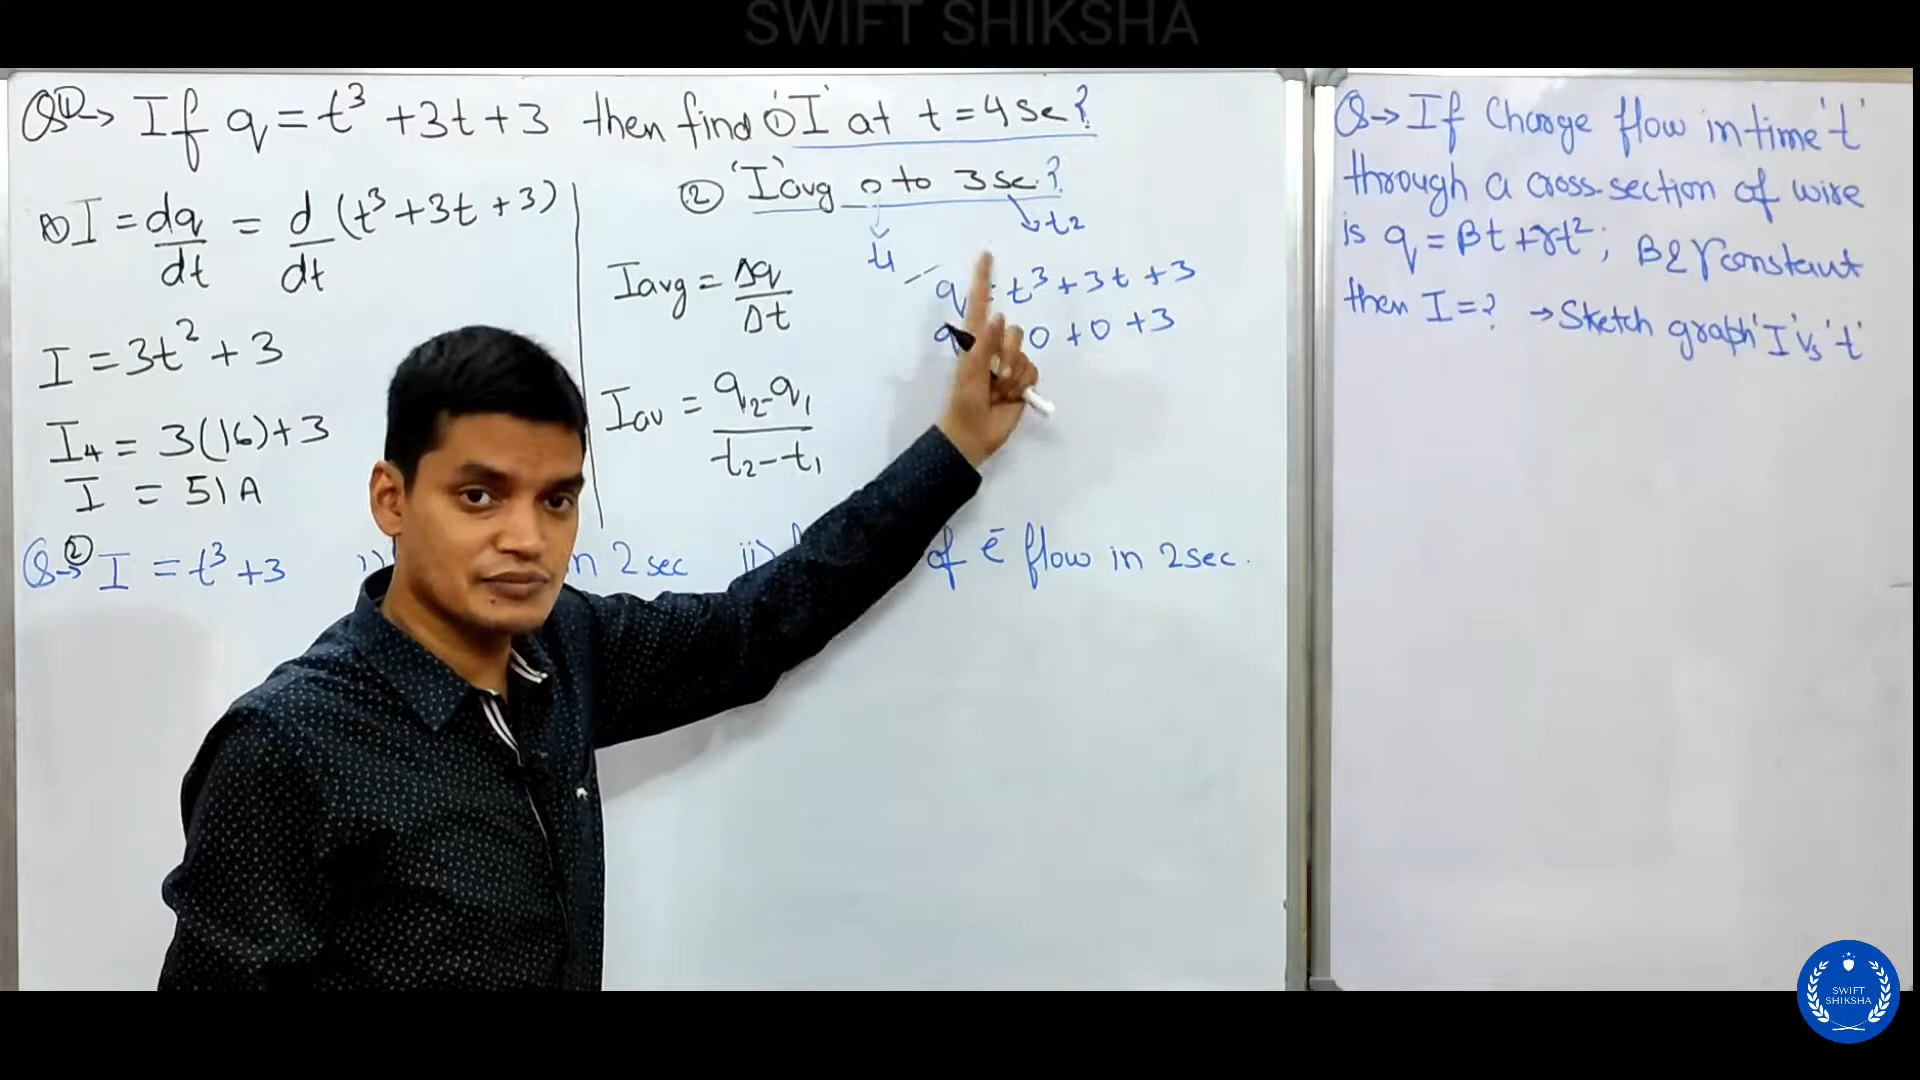 SWIFT SHIKSHA
Q① → If q = t³ + 3t + 3 then find ① 'I' at t = 4 sec?
② 'I'avg 0 to 3 sec?
t₁
t₂
① I = dq/dt = d/dt (t³ + 3t + 3)
I = 3t² + 3
I₄ = 3(16) + 3
I = 51 A
Iavg = Δq/Δt
Iav = q₂-q₁/t₂-t₁
q = t³ + 3t + 3
q 0 + 0 + 3
Q② → I = t³ + 3 i) in 2 sec ii) of ē flow in 2 sec.
Q → If Charge flow in time 't'
through a cross-section of wire
is q = βt + γt²; β & γ constant
then I = ? → Sketch graph 'I' vs 't'
SWIFT
SHIKSHA